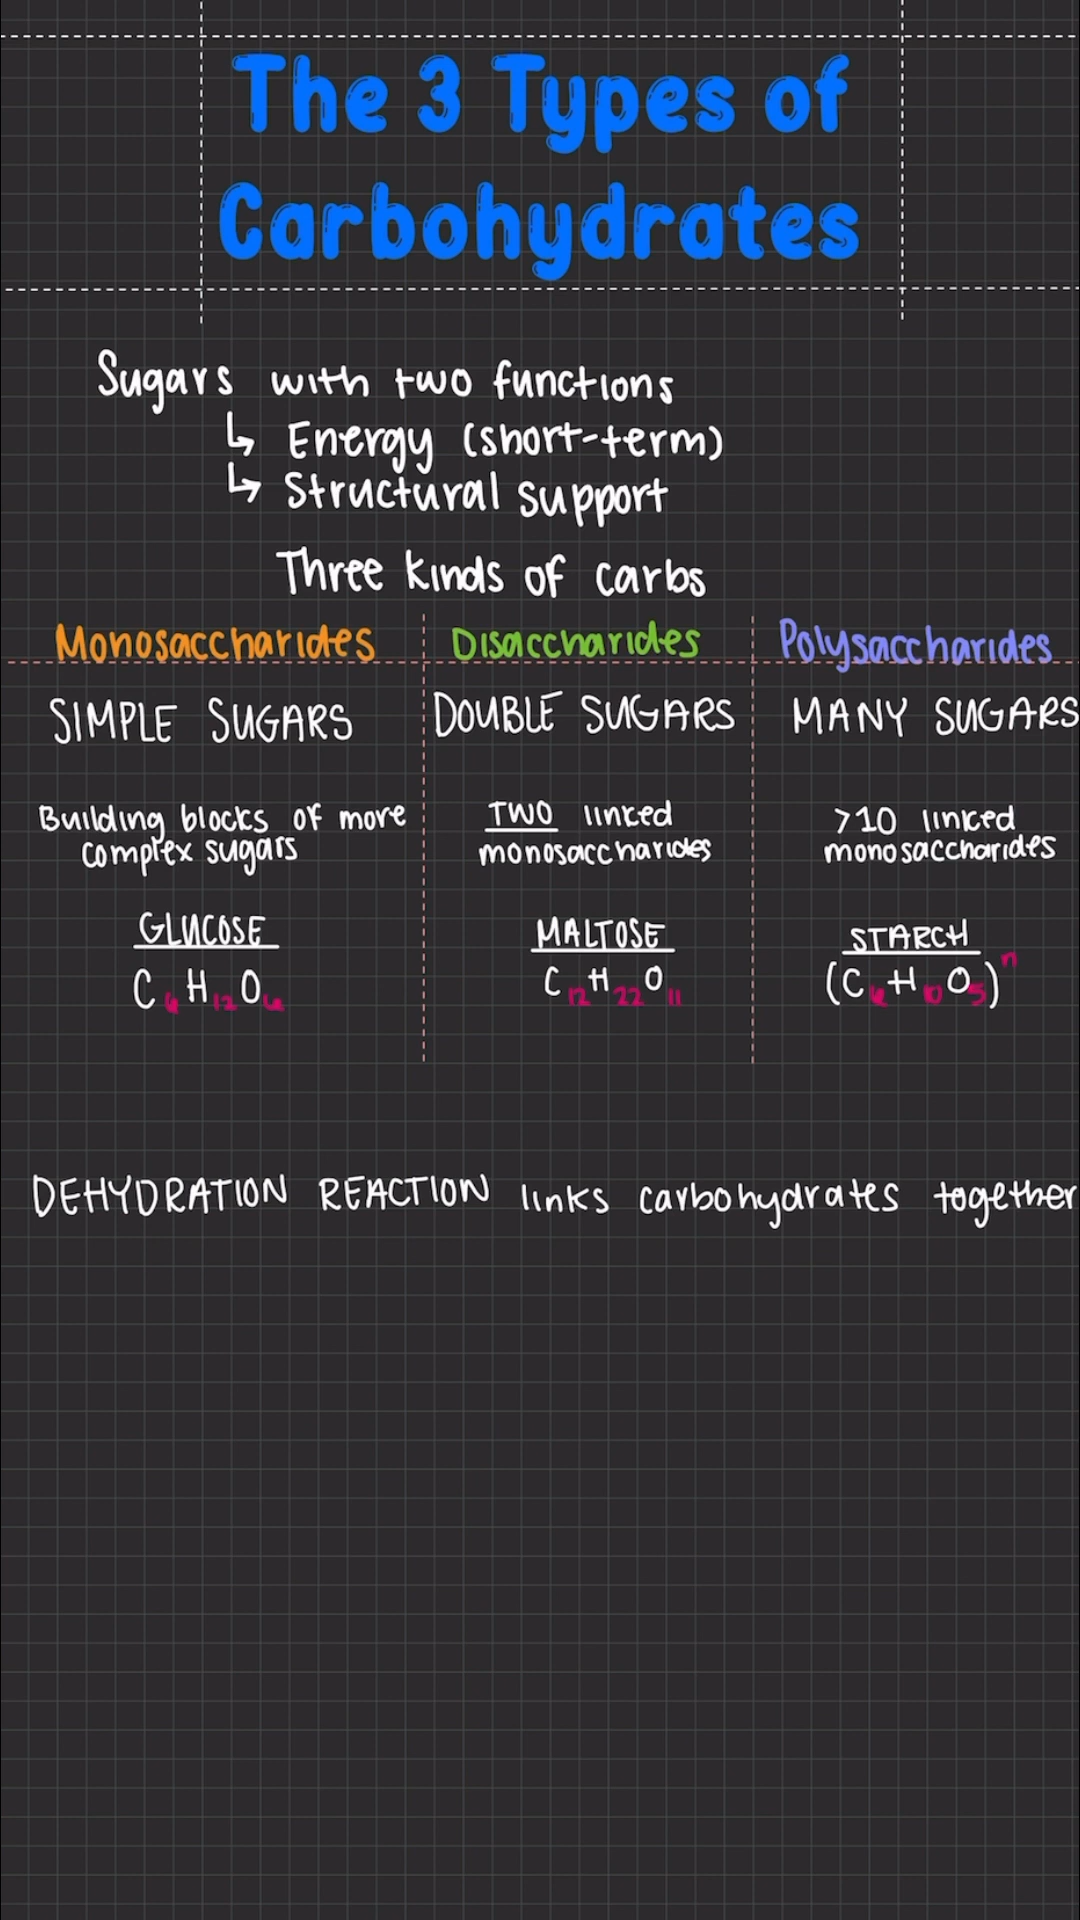 The 3 Types of
Carbohydrates
Sugars with two functions
↳ Energy (short-term)
↳ Structural support
Three kinds of carbs
Monosaccharides
SIMPLE SUGARS
Building blocks of more
complex sugars
GLUCOSE
C₆H₁₂O₆
Disaccharides
DOUBLE SUGARS
TWO linked
monosaccharides
MALTOSE
C₁₂H₂₂O₁₁
Polysaccharides
MANY SUGARS
>10 linked
monosaccharides
STARCH
(C₆H₁₀O₅)ⁿ
DEHYDRATION REACTION links carbohydrates together